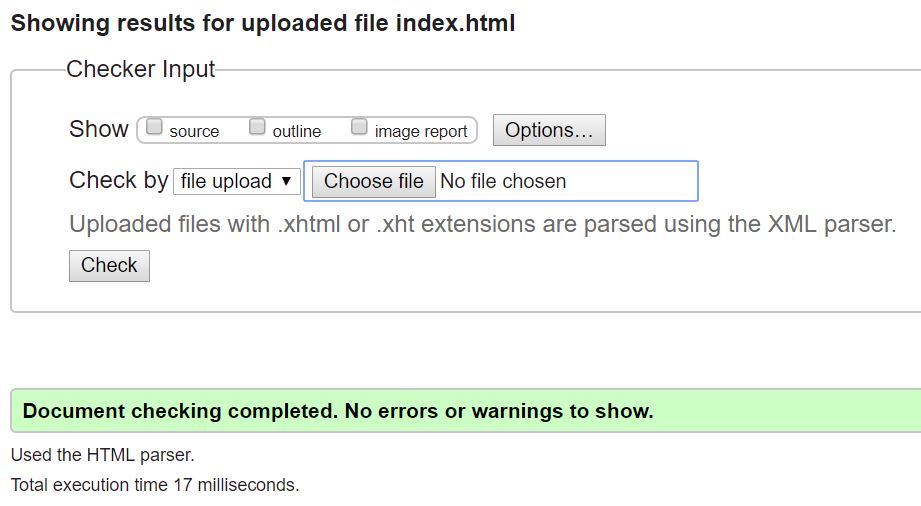 Showing results for uploaded file index.html
Checker Input
Show source outline image report Options...
Check by file upload ▼ Choose file No file chosen
Uploaded files with .xhtml or .xht extensions are parsed using the XML parser.
Check
Document checking completed. No errors or warnings to show.
Used the HTML parser.
Total execution time 17 milliseconds.